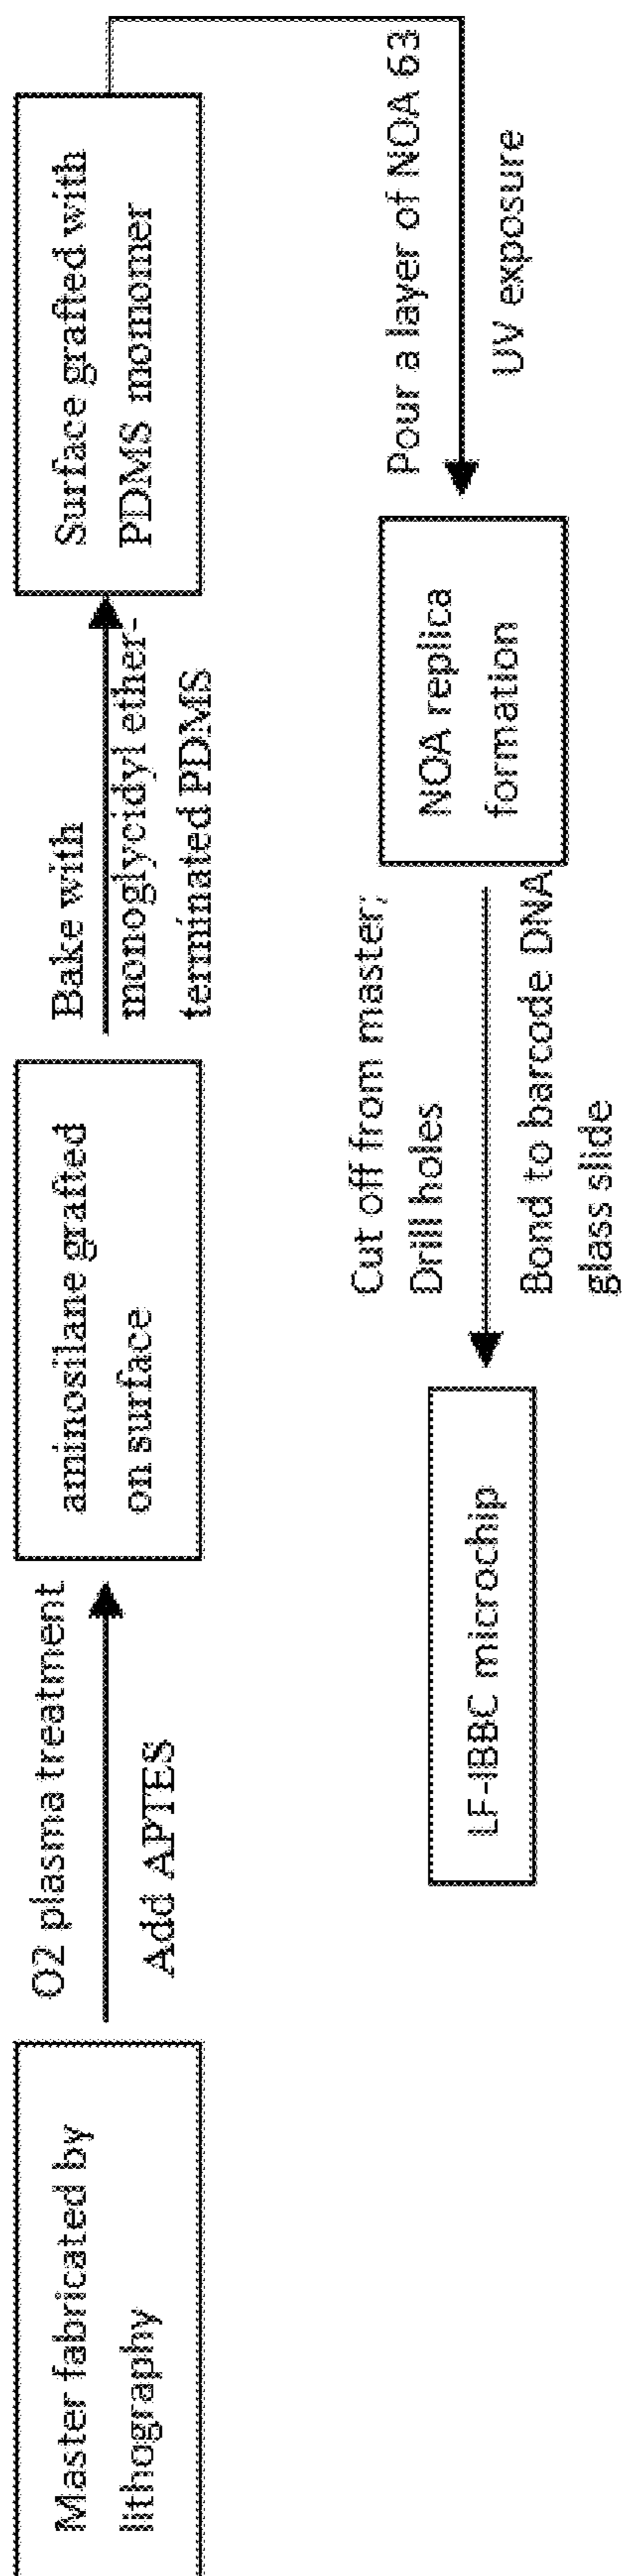 Master fabricated by
lithography
O2 plasma treatment
Add APTES
aminosilane grafted
on surface
Bake with
monoglycidyl ether-
terminated PDMS
Surface grafted with
PDMS momomer
Pour a layer of NOA 63
UV exposure
NOA replica
formation
Cut off from master;
Drill holes
Bond to barcode DNA
glass slide
LF-IBBC microchip